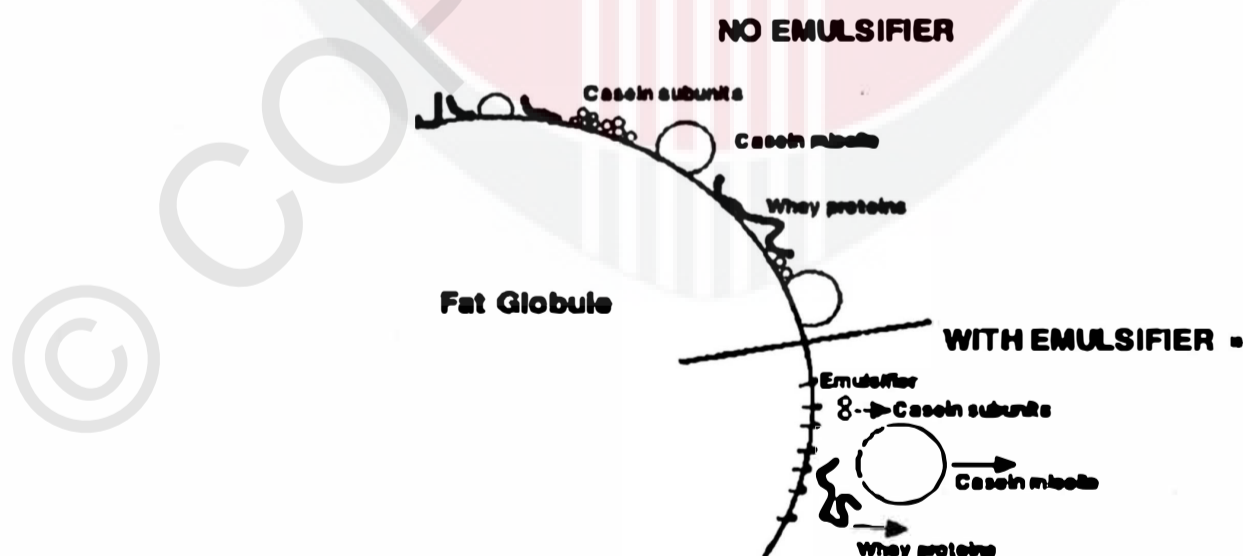 NO EMULSIFIER
Casein subunits
Casein micelle
Whey proteins
Fat Globule
WITH EMULSIFIER
Emulsifier
Casein subunits
Casein micelle
Whey proteins
© COP